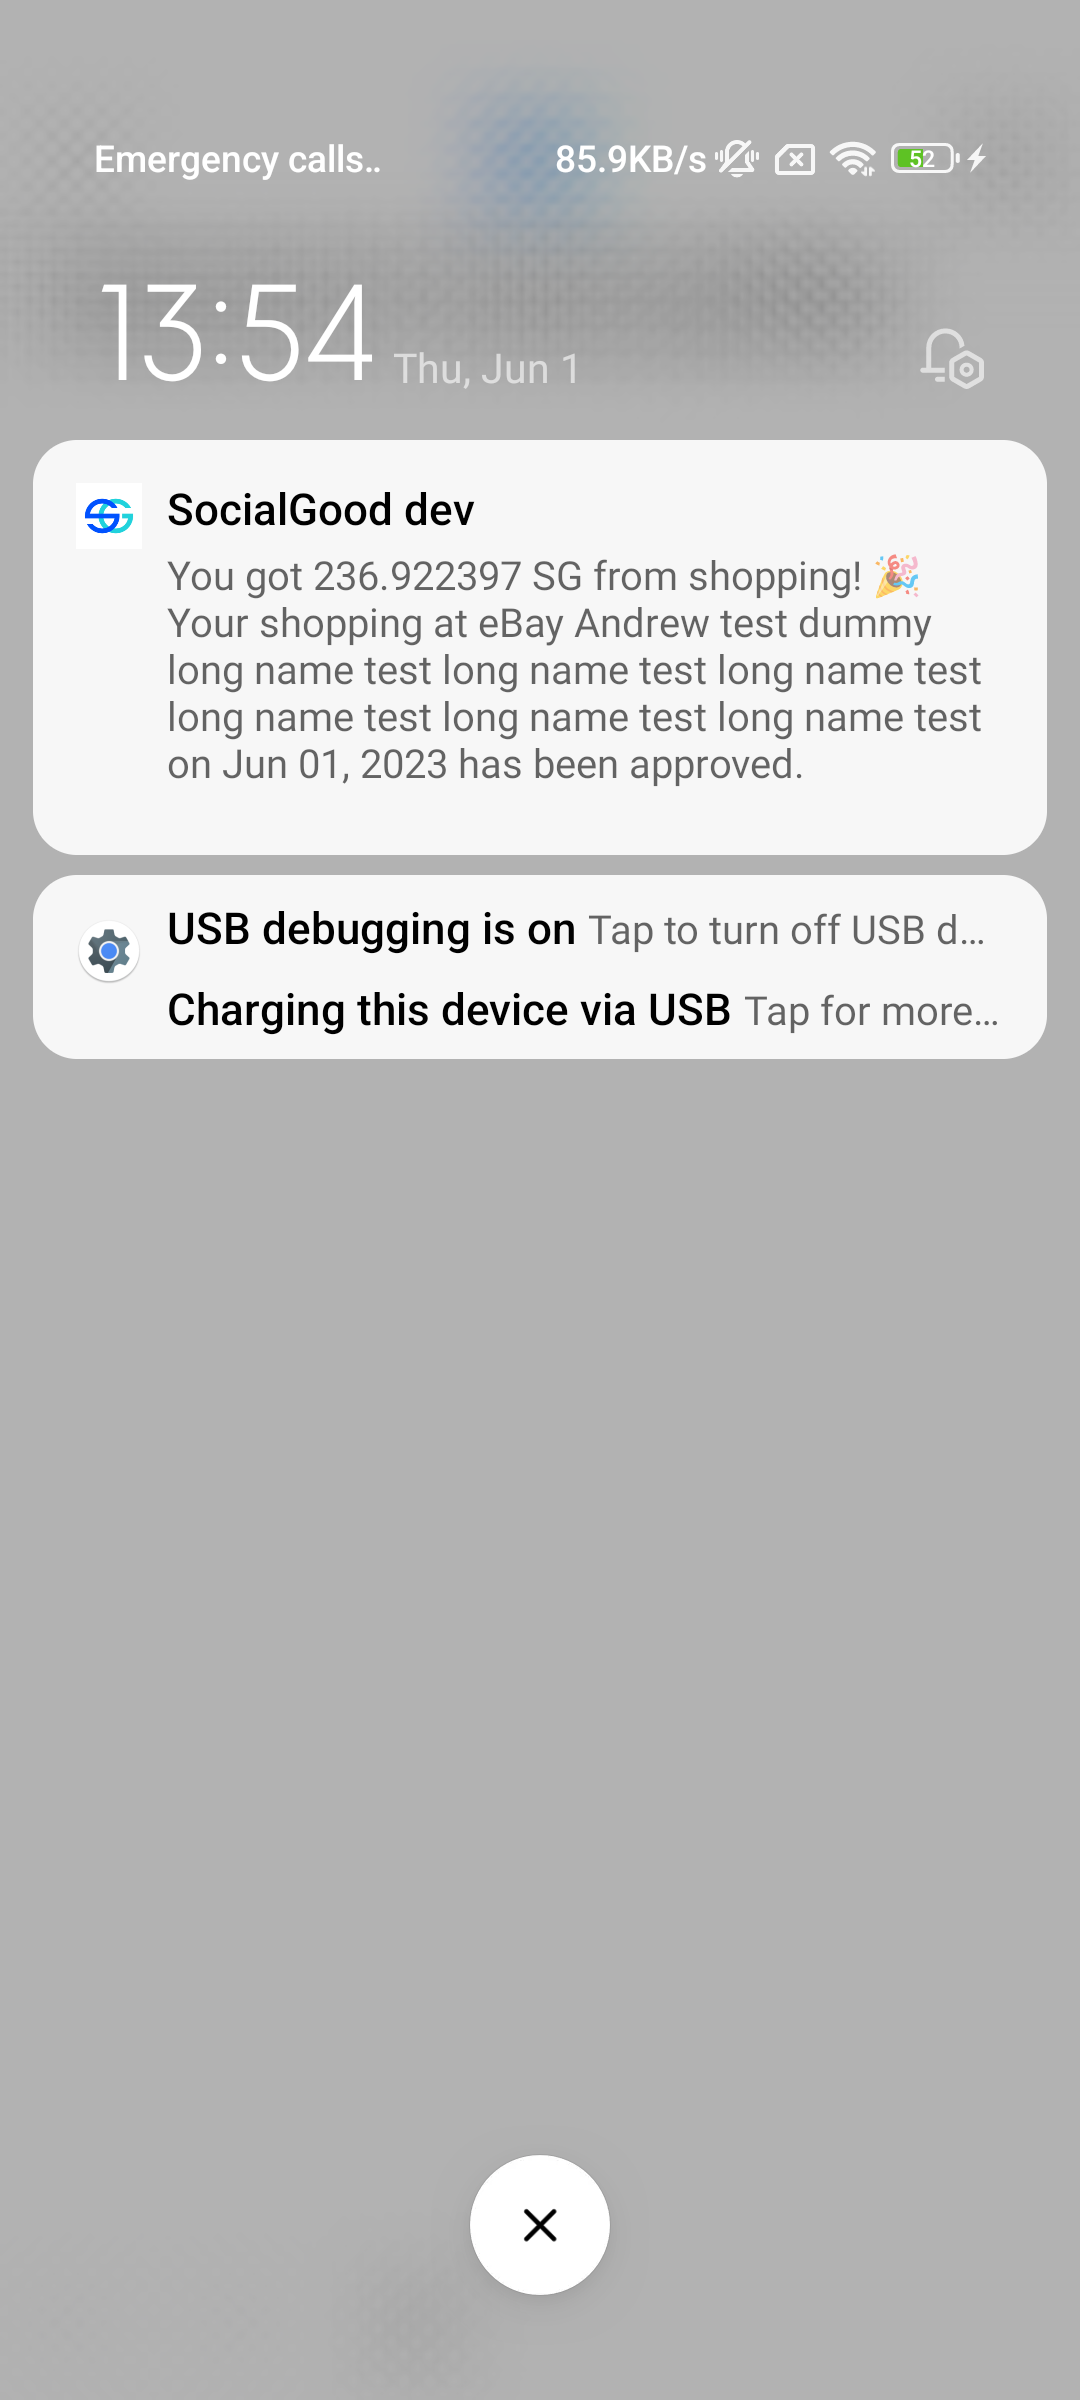 Emergency calls.. 85.9KB/s 52
13:54 Thu, Jun 1
SocialGood dev
You got 236.922397 SG from shopping! 🎉
Your shopping at eBay Andrew test dummy
long name test long name test long name test
long name test long name test long name test
on Jun 01, 2023 has been approved.
USB debugging is on Tap to turn off USB d...
Charging this device via USB Tap for more...